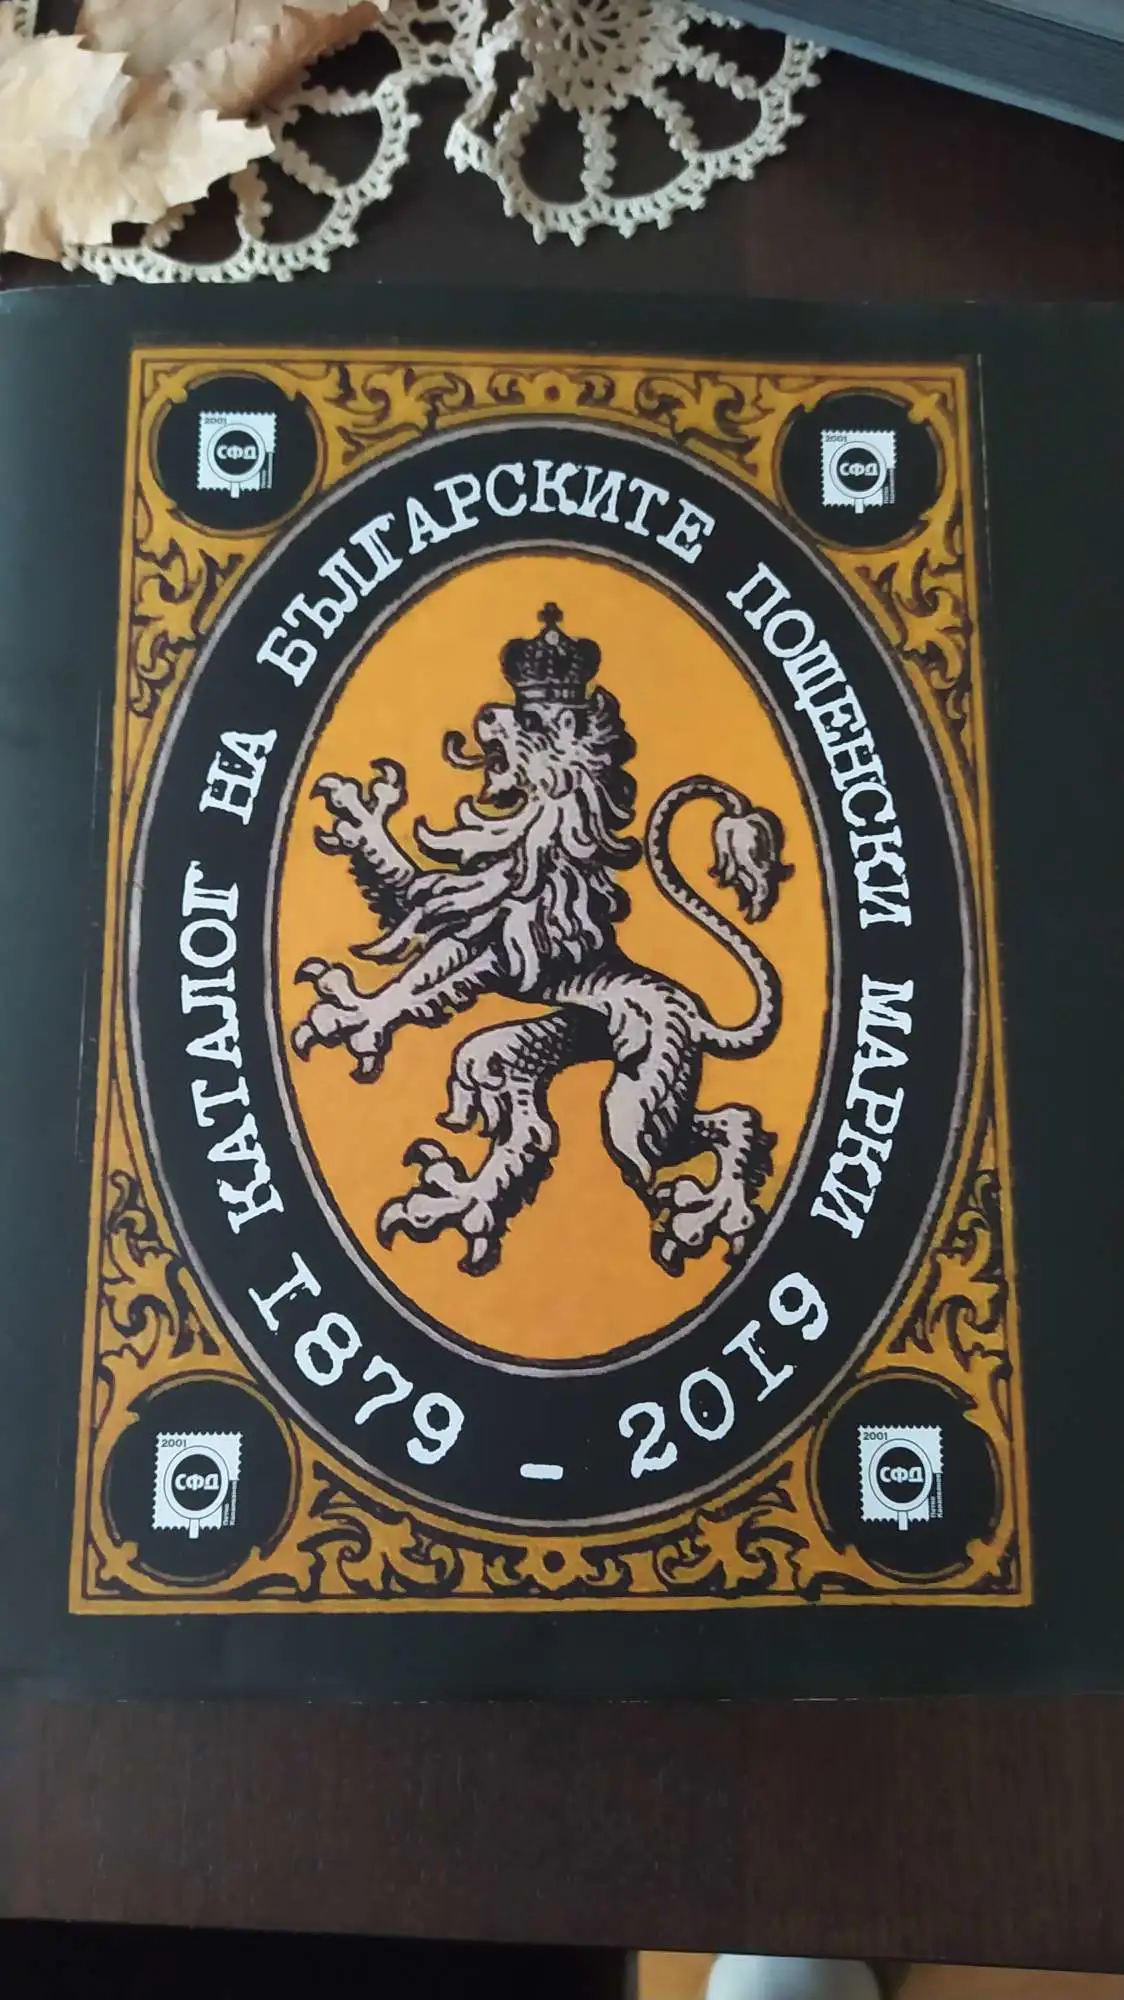 КАТАЛОГ НА БЪЛГАРСКИТЕ ПОЩЕНСКИ МАРКИ
1879 - 2019
2001
СФД
2001
СФД
2001
СФД
2001
СФД